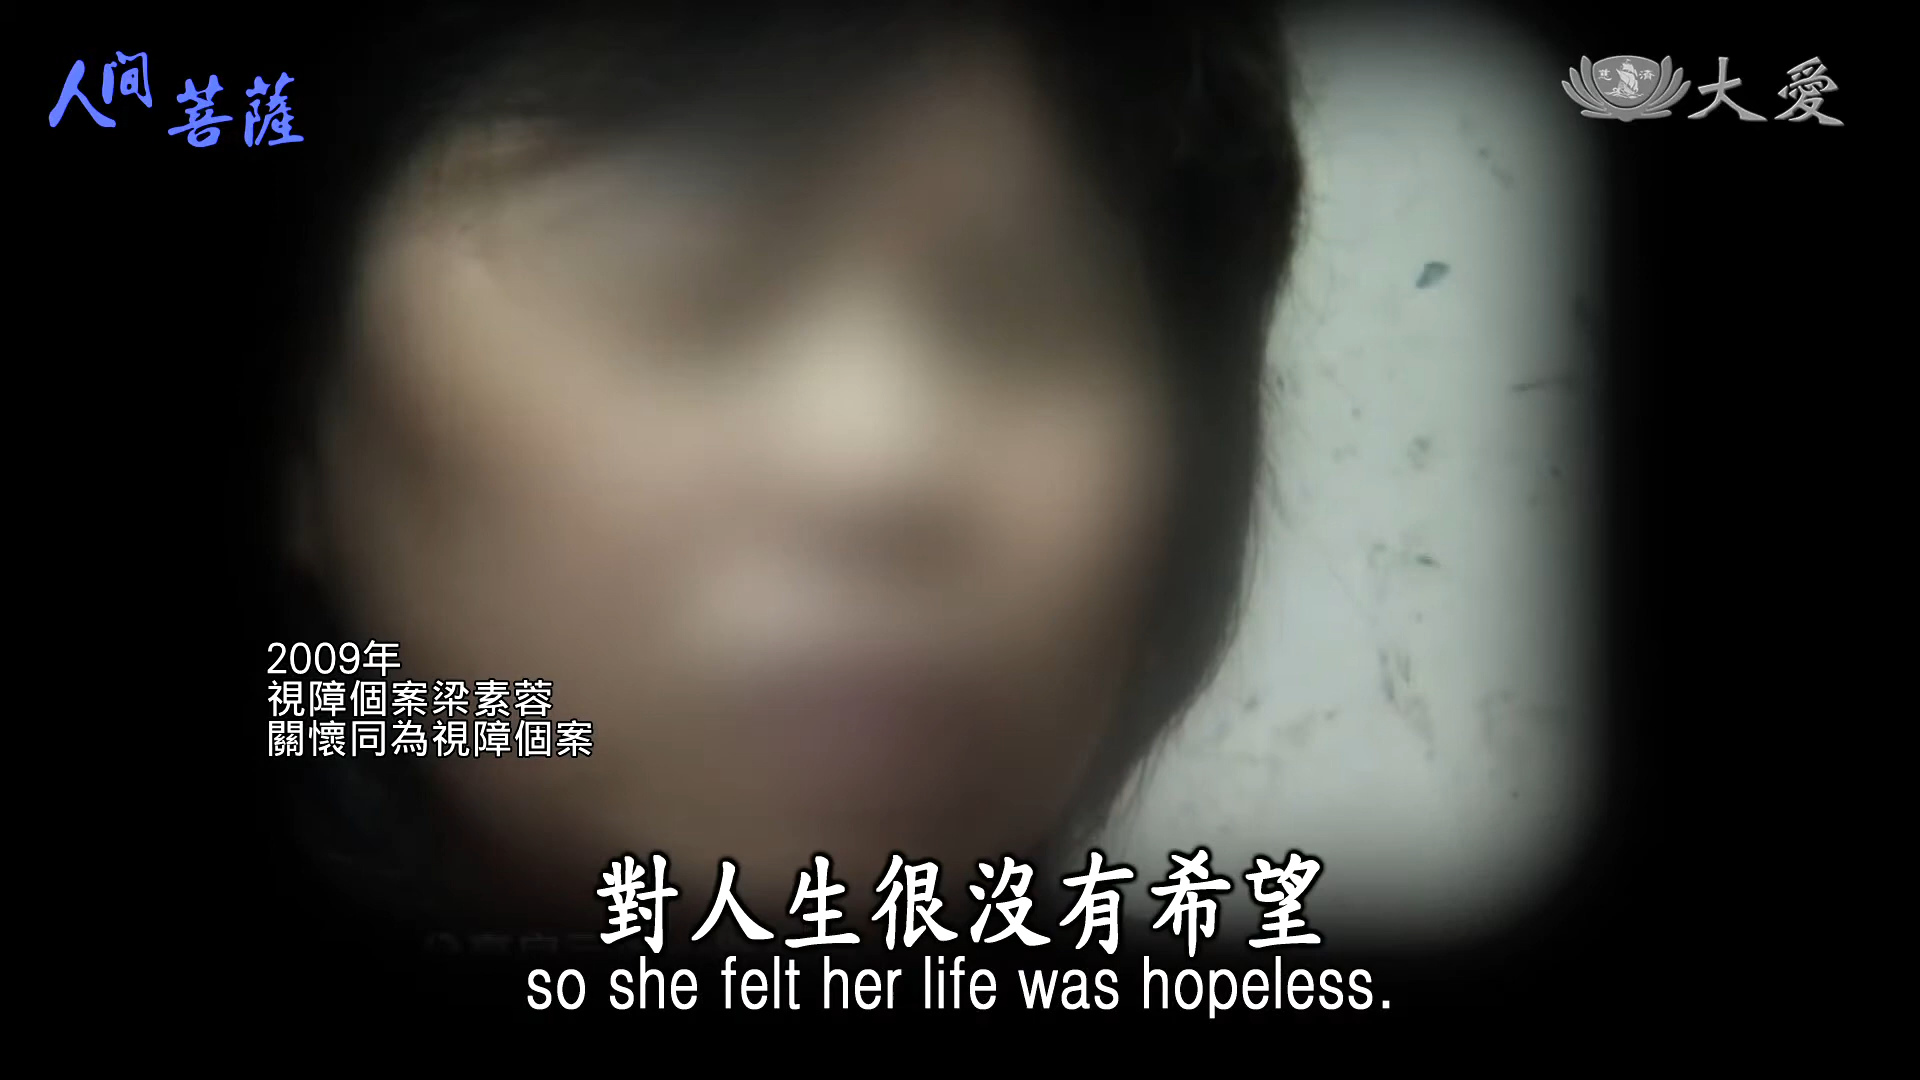 人间菩薩
慈濟
大愛
2009年
視障個案梁素蓉
關懷同為視障個案
對人生很沒有希望
so she felt her life was hopeless.